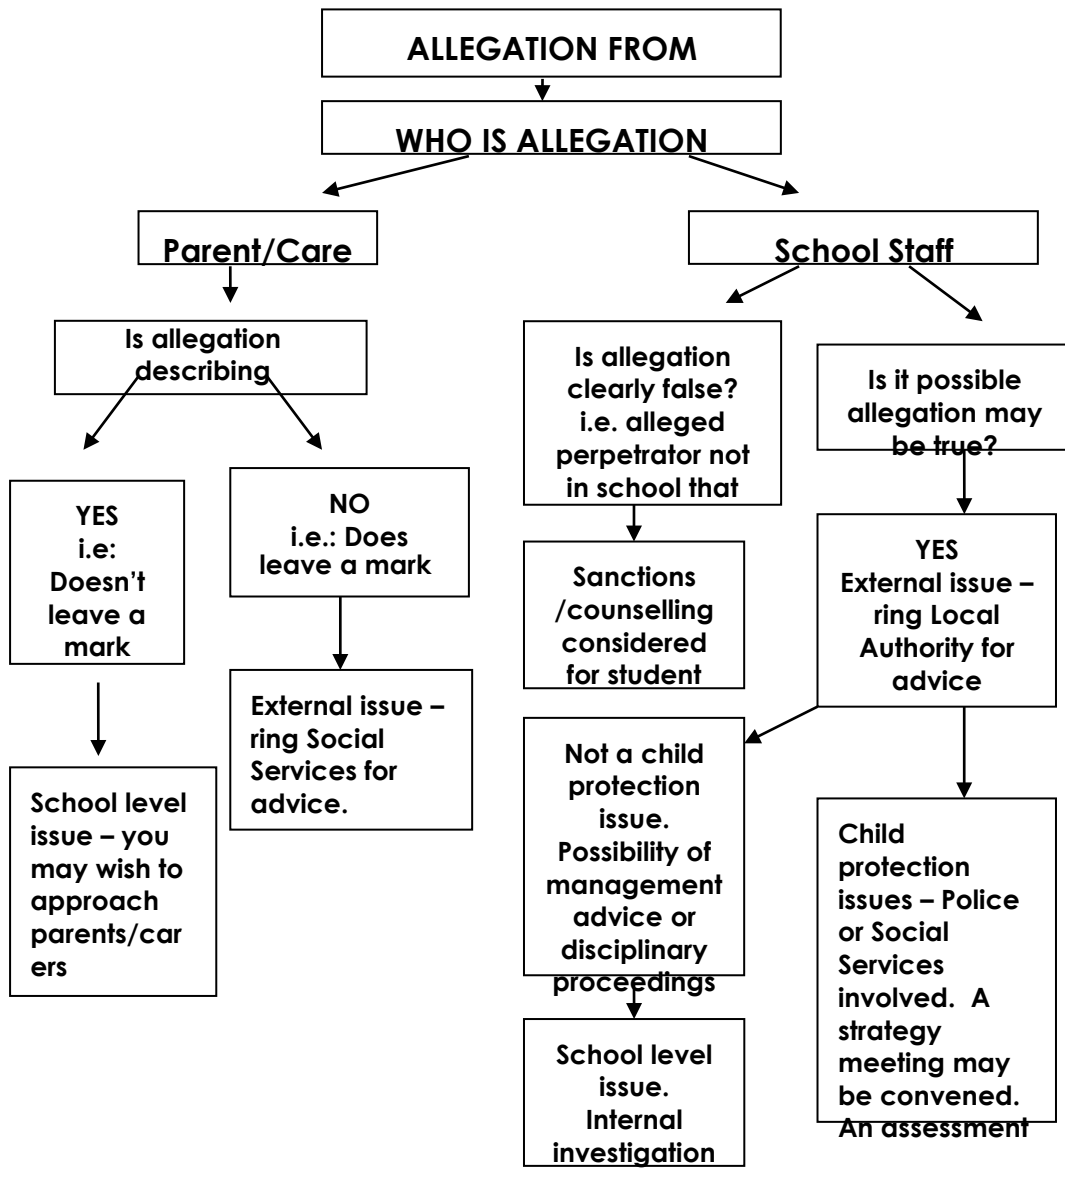 ALLEGATION FROM
WHO IS ALLEGATION
Parent/Care
School Staff
Is allegation
describing
Is allegation
clearly false?
i.e. alleged
perpetrator not
in school that
Is it possible
allegation may
be true?
YES
i.e:
Doesn't
leave a
mark
NO
i.e.: Does
leave a mark
Sanctions
/counselling
considered
for student
YES
External issue –
ring Local
Authority for
advice
External issue –
ring Social
Services for
advice.
School level
issue – you
may wish to
approach
parents/car
ers
Not a child
protection
issue.
Possibility of
management
advice or
disciplinary
proceedings
Child
protection
issues – Police
or Social
Services
involved.  A
strategy
meeting may
be convened.
An assessment
School level
issue.
Internal
investigation